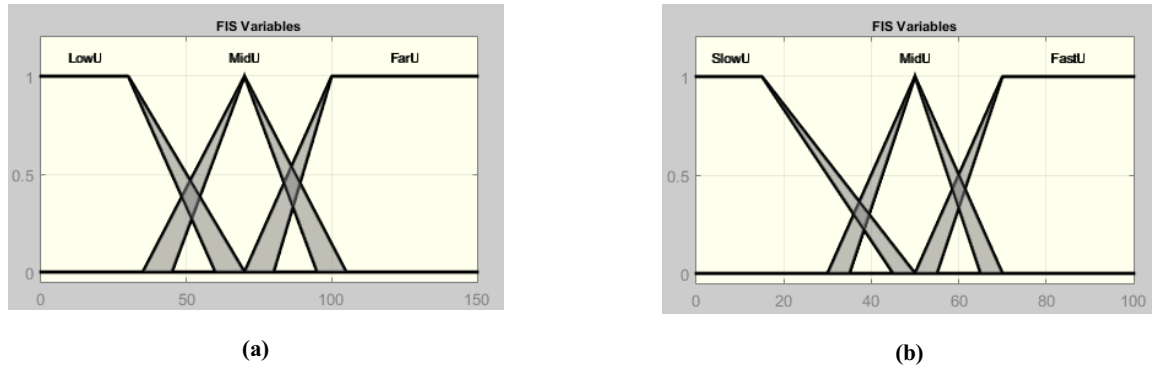 FIS Variables
LowU MidU FarU
1
0.5
0
0 50 100 150
(a)
FIS Variables
SlowU MidU FastU
1
0.5
0
0 20 40 60 80 100
(b)